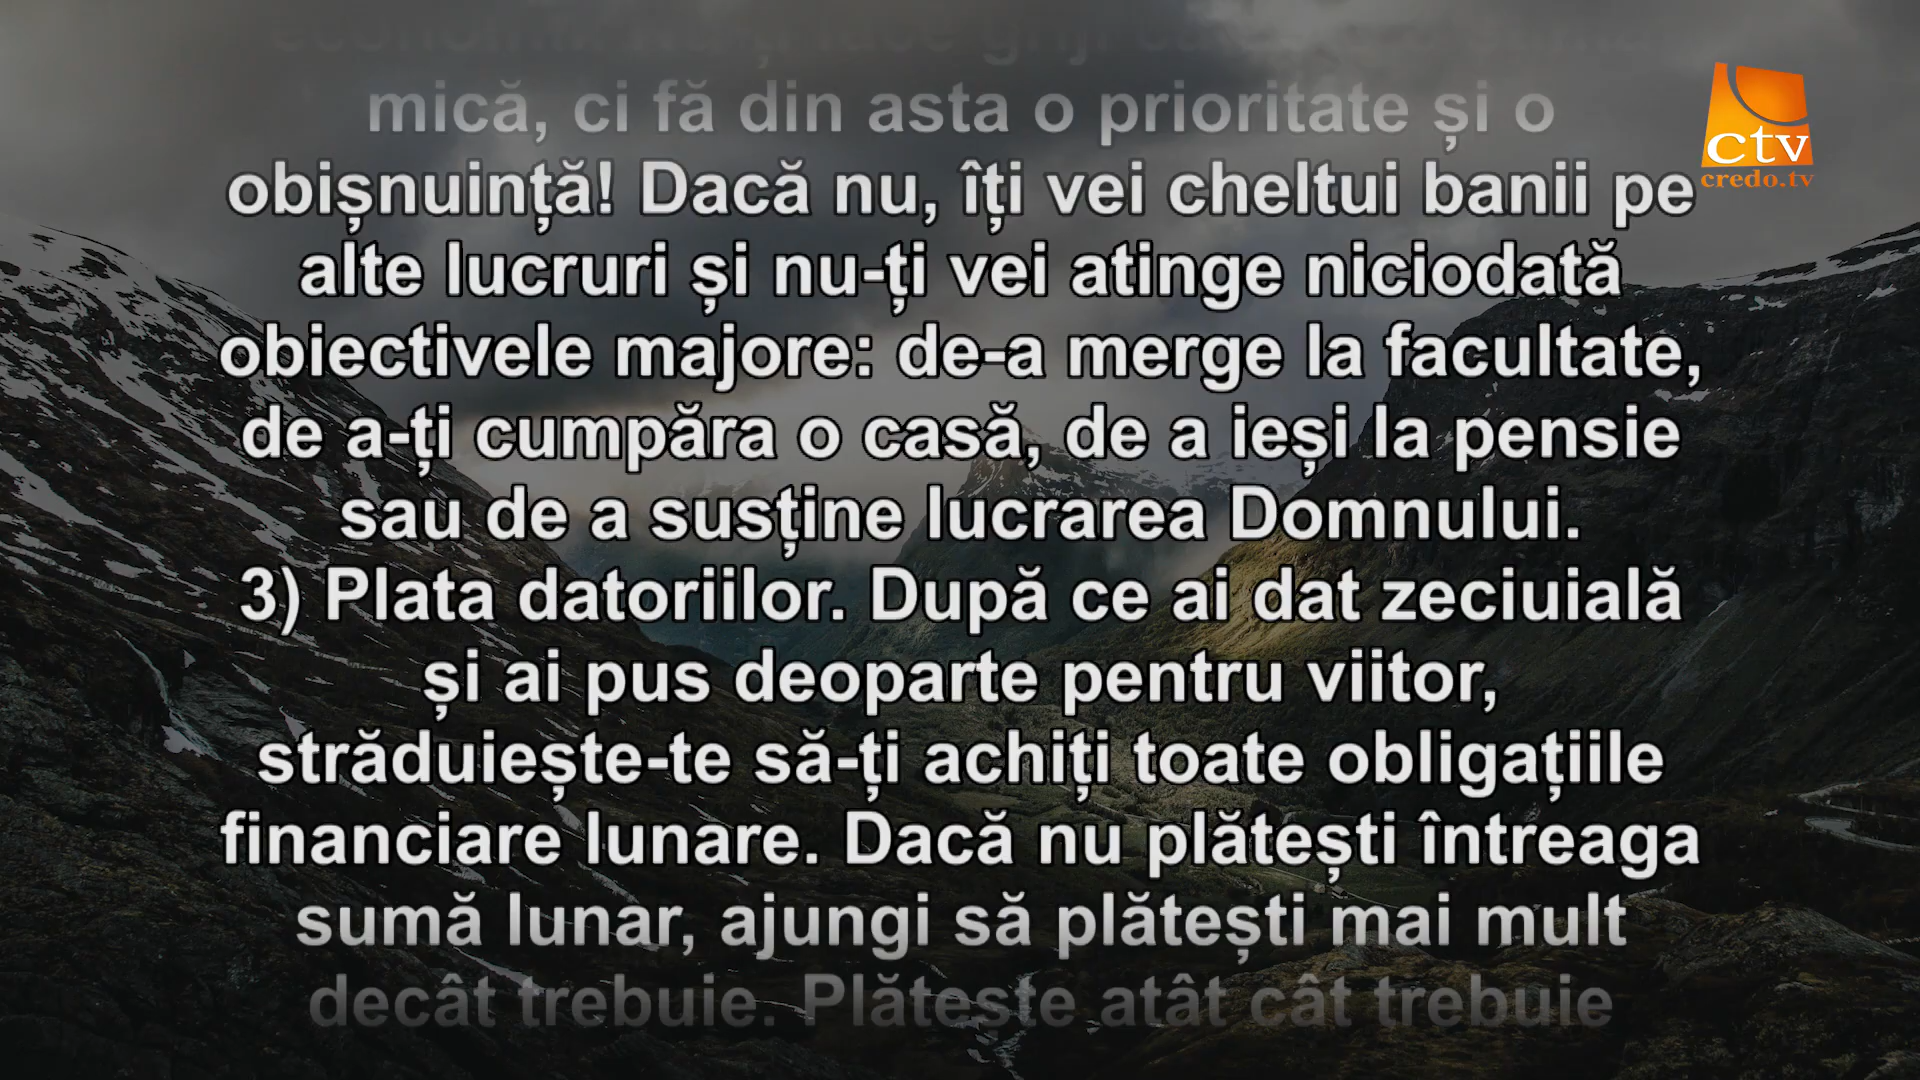 mică, ci fă din asta o prioritate și o
obișnuință! Dacă nu, îți vei cheltui banii pe
alte lucruri și nu-ți vei atinge niciodată
obiectivele majore: de-a merge la facultate,
de a-ți cumpăra o casă, de a ieși la pensie
sau de a susține lucrarea Domnului.
3) Plata datoriilor. După ce ai dat zeciuială
și ai pus deoparte pentru viitor,
străduiește-te să-ți achiți toate obligațiile
financiare lunare. Dacă nu plătești întreaga
sumă lunar, ajungi să plătești mai mult
decât trebuie. Plătește atât cât trebuie
ctv
credo.tv